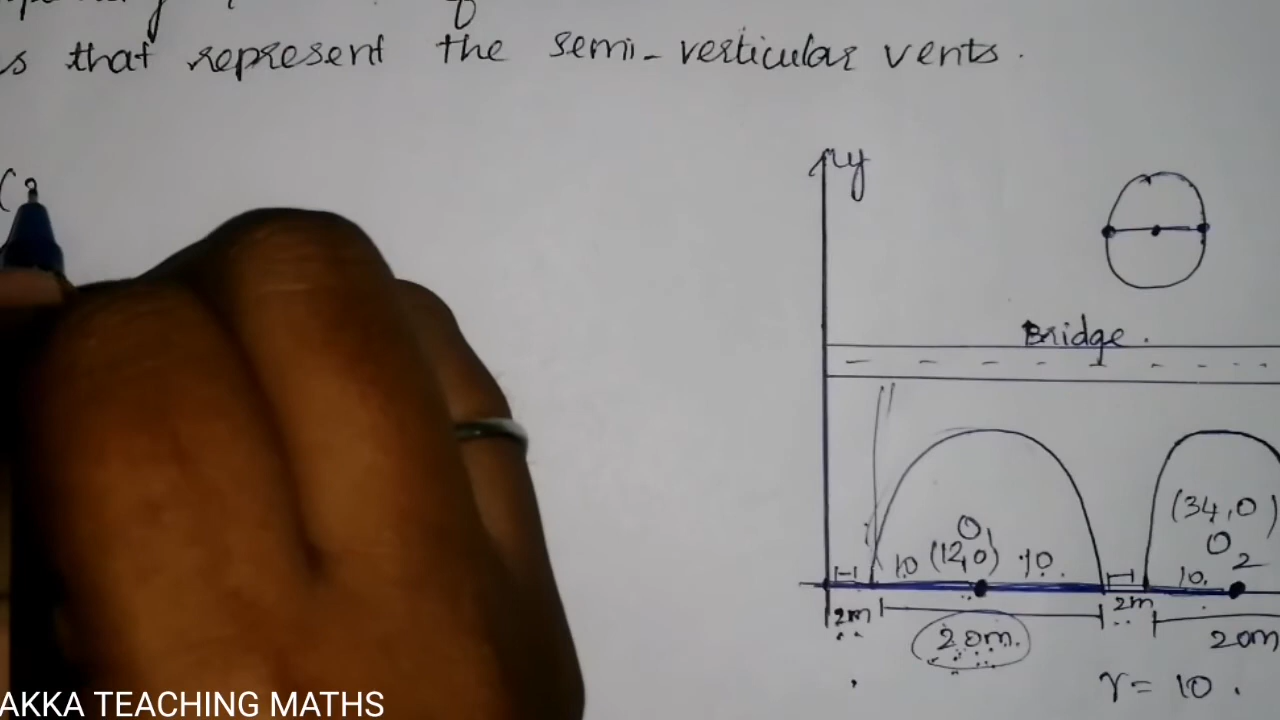 s that represent the semi-verticular vents.
(
y
Bridge.
O1
10 (12,0) 10.
(34,0)
O2
10.
2m
20m.
2m
20m
r = 10.
AKKA TEACHING MATHS